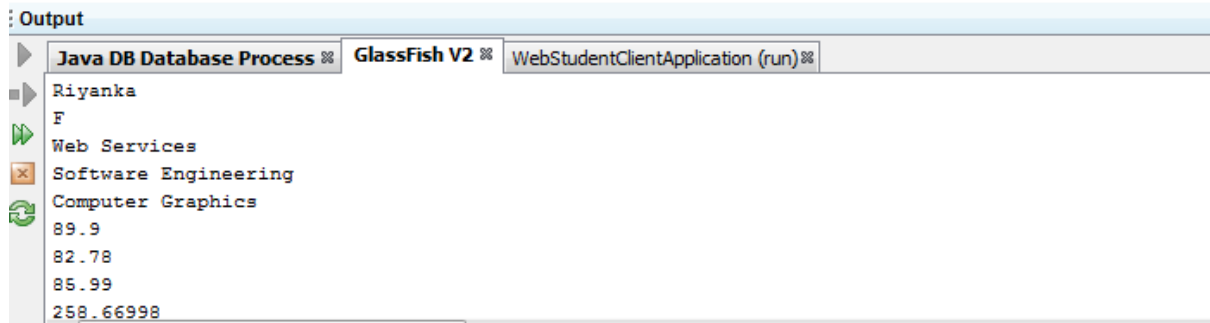 Output
Java DB Database Process GlassFish V2 WebStudentClientApplication (run)
Riyanka
F
Web Services
Software Engineering
Computer Graphics
89.9
82.78
85.99
258.66998